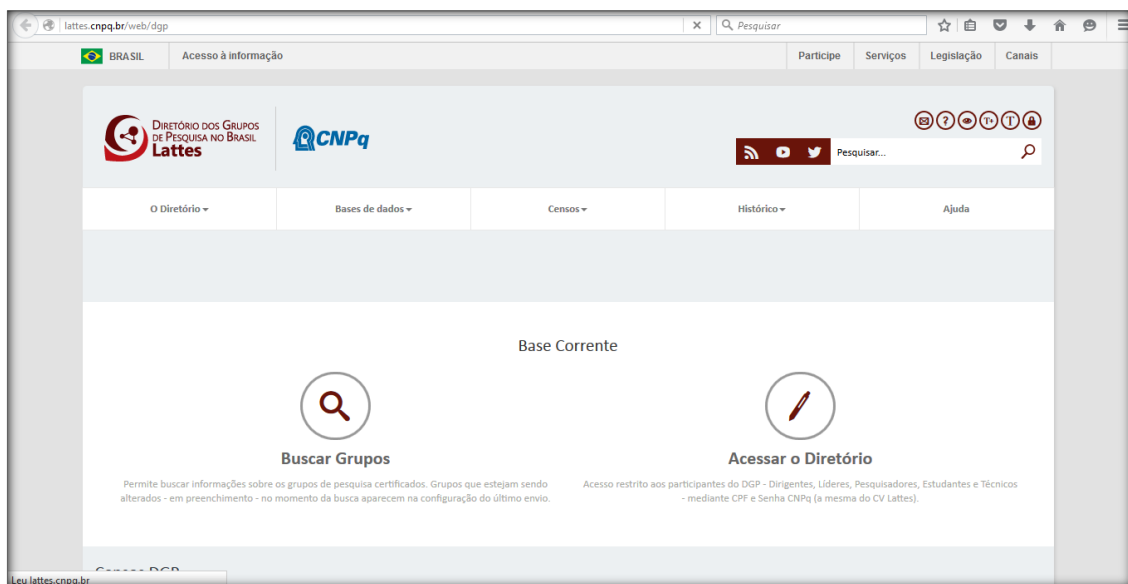 lattes.cnpq.br/web/dgp
Pesquisar
BRASIL Acesso à informação Participe Serviços Legislação Canais
DIRETÓRIO DOS GRUPOS
DE PESQUISA NO BRASIL
Lattes
CNPq
Pesquisar...
O Diretório Bases de dados Censos Histórico Ajuda
Base Corrente
Buscar Grupos
Permite buscar informações sobre os grupos de pesquisa certificados. Grupos que estejam sendo
alterados - em preenchimento - no momento da busca aparecem na configuração do último envio.
Acessar o Diretório
Acesso restrito aos participantes do DGP - Dirigentes, Líderes, Pesquisadores, Estudantes e Técnicos
- mediante CPF e Senha CNPq (a mesma do CV Lattes).
Censos DGP
Leu lattes.cnpq.br